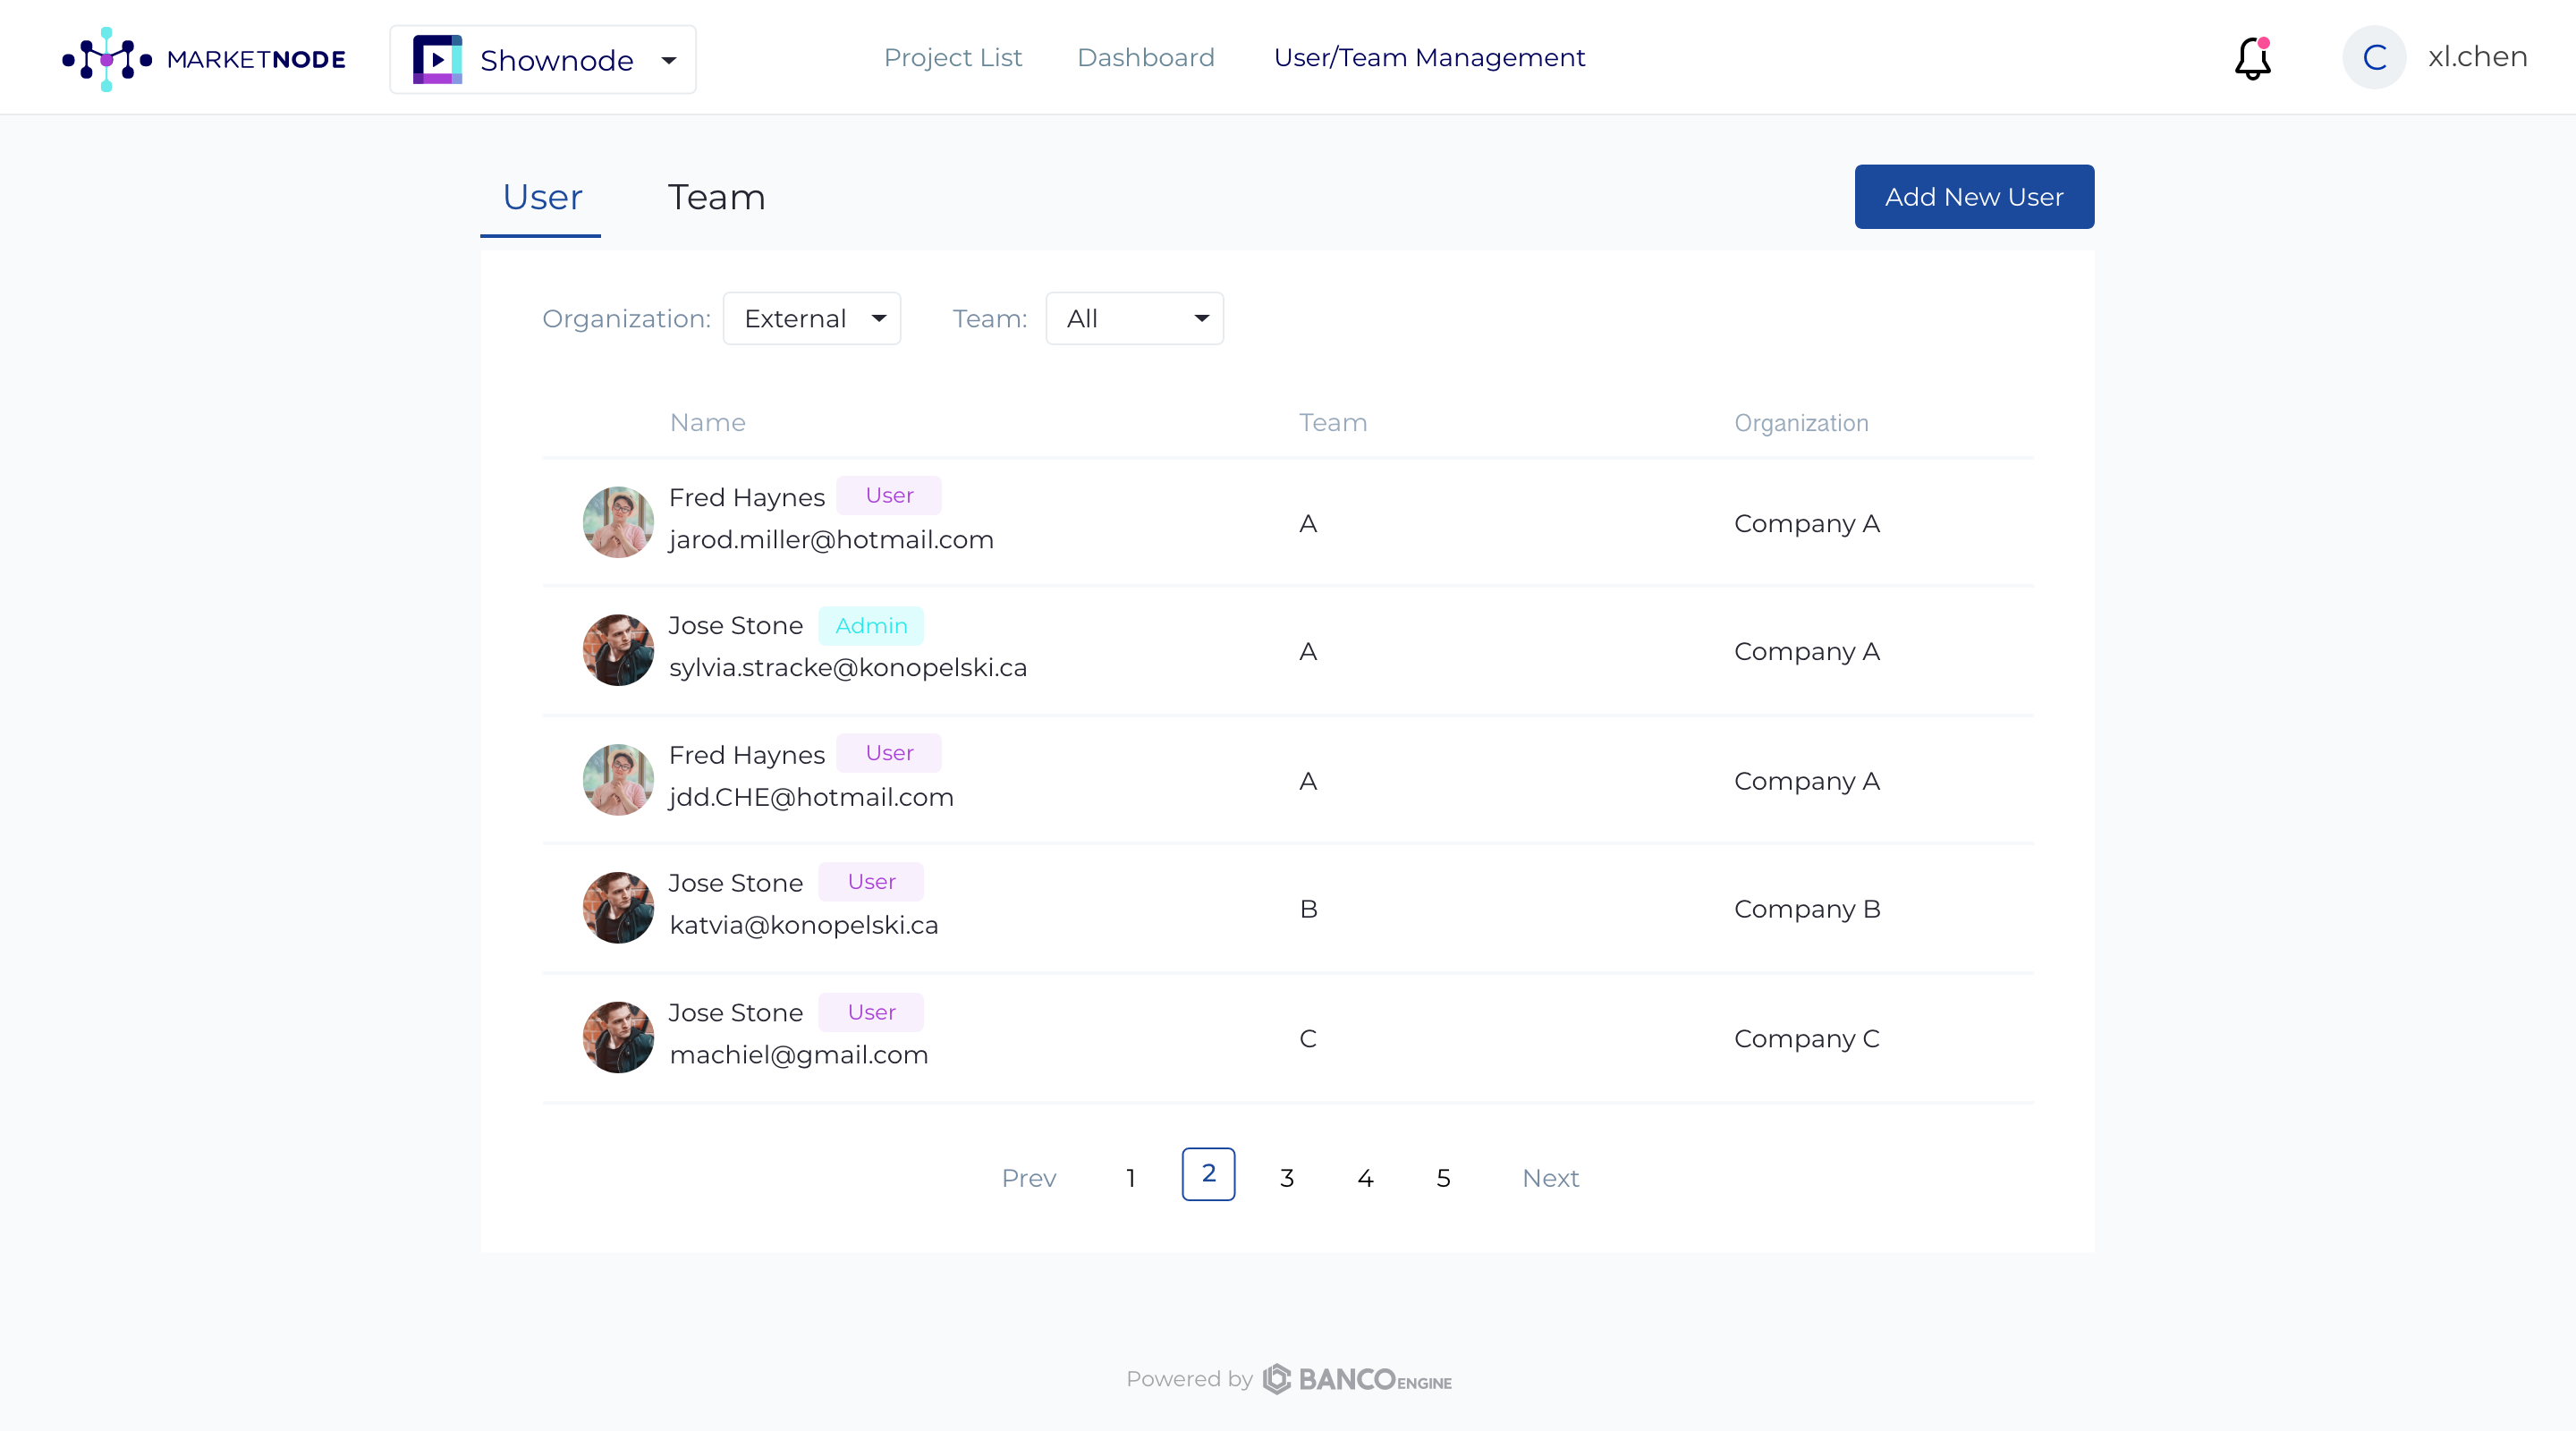 MARKETNODE
Shownode
Project List
Dashboard
User/Team Management
C
xl.chen
User
Team
Add New User
Organization:
External
Team:
All
Name
Team
Organization
Fred Haynes
User
jarod.miller@hotmail.com
A
Company A
Jose Stone
Admin
sylvia.stracke@konopelski.ca
A
Company A
Fred Haynes
User
jdd.CHE@hotmail.com
A
Company A
Jose Stone
User
katvia@konopelski.ca
B
Company B
Jose Stone
User
machiel@gmail.com
C
Company C
Prev
1
2
3
4
5
Next
Powered by BANCO ENGINE